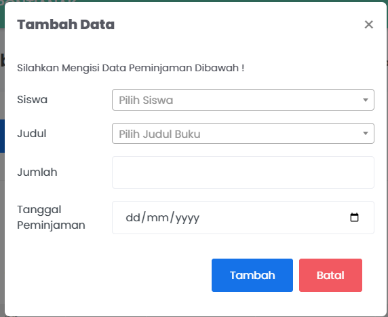 Tambah Data
×
Silahkan Mengisi Data Peminjaman Dibawah !
Siswa
Pilih Siswa
Judul
Pilih Judul Buku
Jumlah
Tanggal
Peminjaman
dd/mm/yyyy
Tambah
Batal